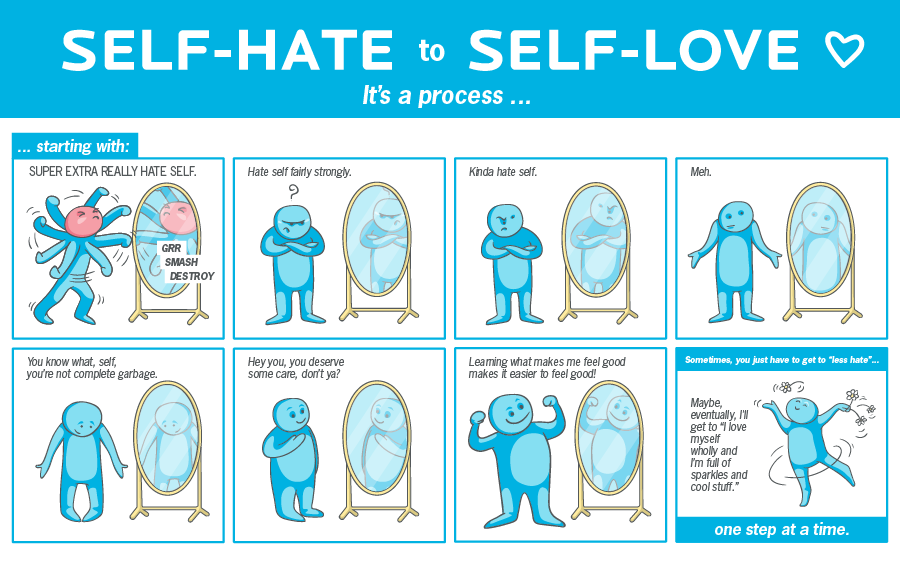 SELF-HATE to SELF-LOVE
It's a process ...
... starting with:
SUPER EXTRA REALLY HATE SELF.
GRR
SMASH
DESTROY
Hate self fairly strongly.
Kinda hate self.
Meh.
You know what, self,
you're not complete garbage.
Hey you, you deserve
some care, don't ya?
Learning what makes me feel good
makes it easier to feel good!
Sometimes, you just have to get to "less hate"...
Maybe,
eventually, I'll
get to "I love
myself
wholly and
I'm full of
sparkles and
cool stuff."
one step at a time.